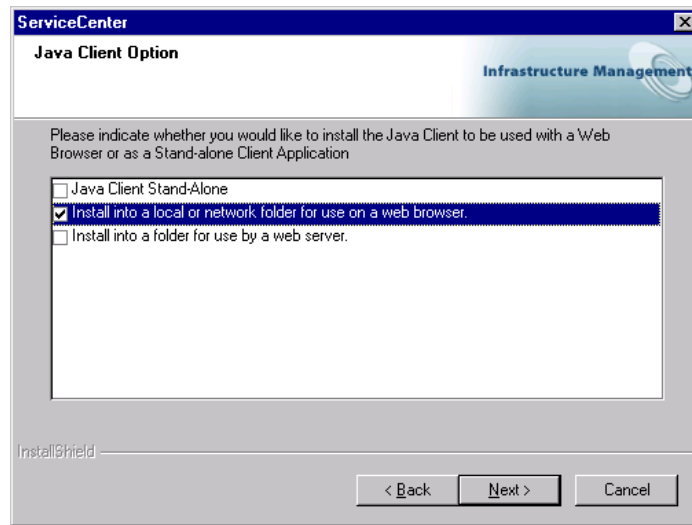 ServiceCenter
Java Client Option
Infrastructure Management
Please indicate whether you would like to install the Java Client to be used with a Web
Browser or as a Stand-alone Client Application
Java Client Stand-Alone
Install into a local or network folder for use on a web browser.
Install into a folder for use by a web server.
InstallShield
< Back
Next >
Cancel